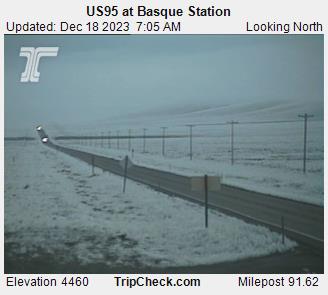 US95 at Basque Station
Updated: Dec 18 2023 7:05 AM Looking North
Elevation 4460 TripCheck.com Milepost 91.62